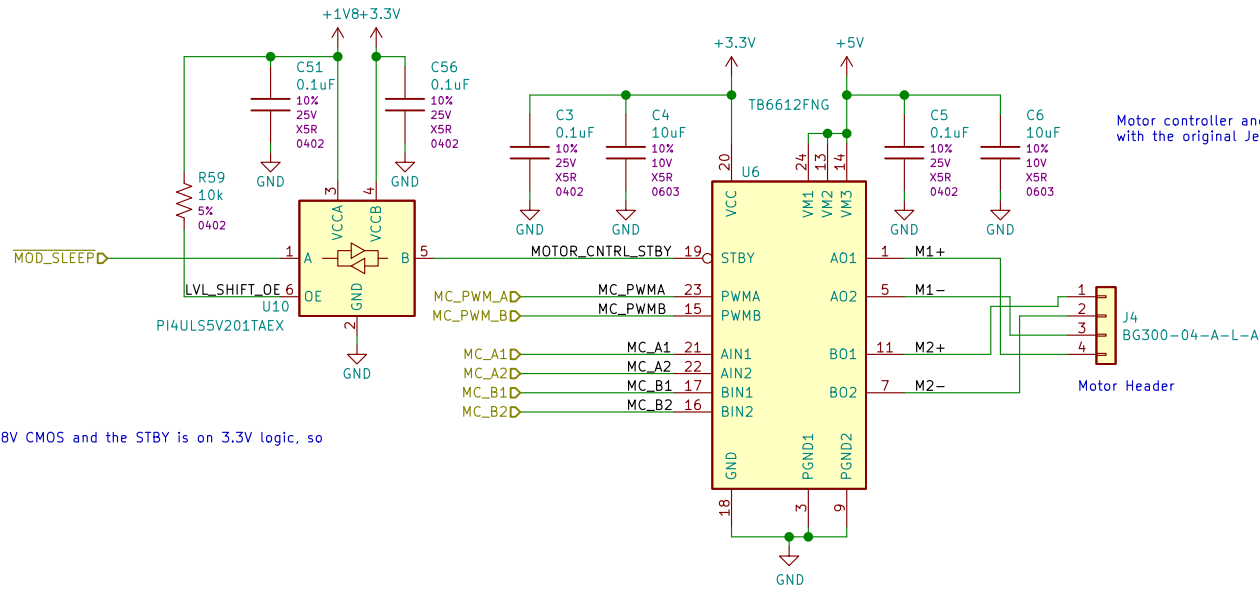 +1V8+3.3V
C51
0.1uF
10%
25V
X5R
0402
GND
C56
0.1uF
10%
25V
X5R
0402
GND
R59
10k
5%
0402
MOD_SLEEP
LVL_SHIFT_OE
U10
PI4ULS5V201TAEX
3
4
VCCA
VCCB
1
A
B
5
6
OE
GND
2
GND
8V CMOS and the STBY is on 3.3V logic, so
+3.3V
+5V
C3
0.1uF
10%
25V
X5R
0402
GND
C4
10uF
10%
10V
X5R
0603
GND
TB6612FNG
U6
C5
0.1uF
10%
25V
X5R
0402
GND
C6
10uF
10%
10V
X5R
0603
GND
20
24
13
14
VCC
VM1
VM2
VM3
MOTOR_CNTRL_STBY
19
STBY
MC_PWM_A
MC_PWMA
23
PWMA
MC_PWM_B
MC_PWMB
15
PWMB
MC_A1
MC_A1
21
AIN1
MC_A2
MC_A2
22
AIN2
MC_B1
MC_B1
17
BIN1
MC_B2
MC_B2
16
BIN2
AO1
1
M1+
AO2
5
M1-
BO1
11
M2+
BO2
7
M2-
GND
PGND1
PGND2
18
3
9
GND
1
2
3
4
J4
BG300-04-A-L-A
Motor Header
Motor controller an
with the original Je